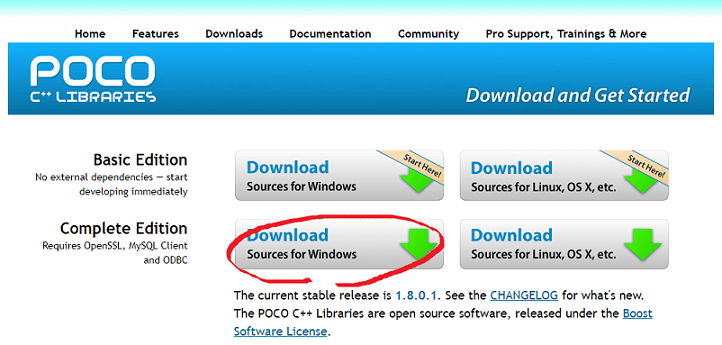 Home Features Downloads Documentation Community Pro Support, Trainings & More
POCO
C++ LIBRARIES
Download and Get Started
Basic Edition
No external dependencies — start
developing immediately
Download
Sources for Windows
Start Here!
Download
Sources for Linux, OS X, etc.
Start Here!
Complete Edition
Requires OpenSSL, MySQL Client
and ODBC
Download
Sources for Windows
Download
Sources for Linux, OS X, etc.
The current stable release is 1.8.0.1. See the CHANGELOG for what's new.
The POCO C++ Libraries are open source software, released under the Boost
Software License.